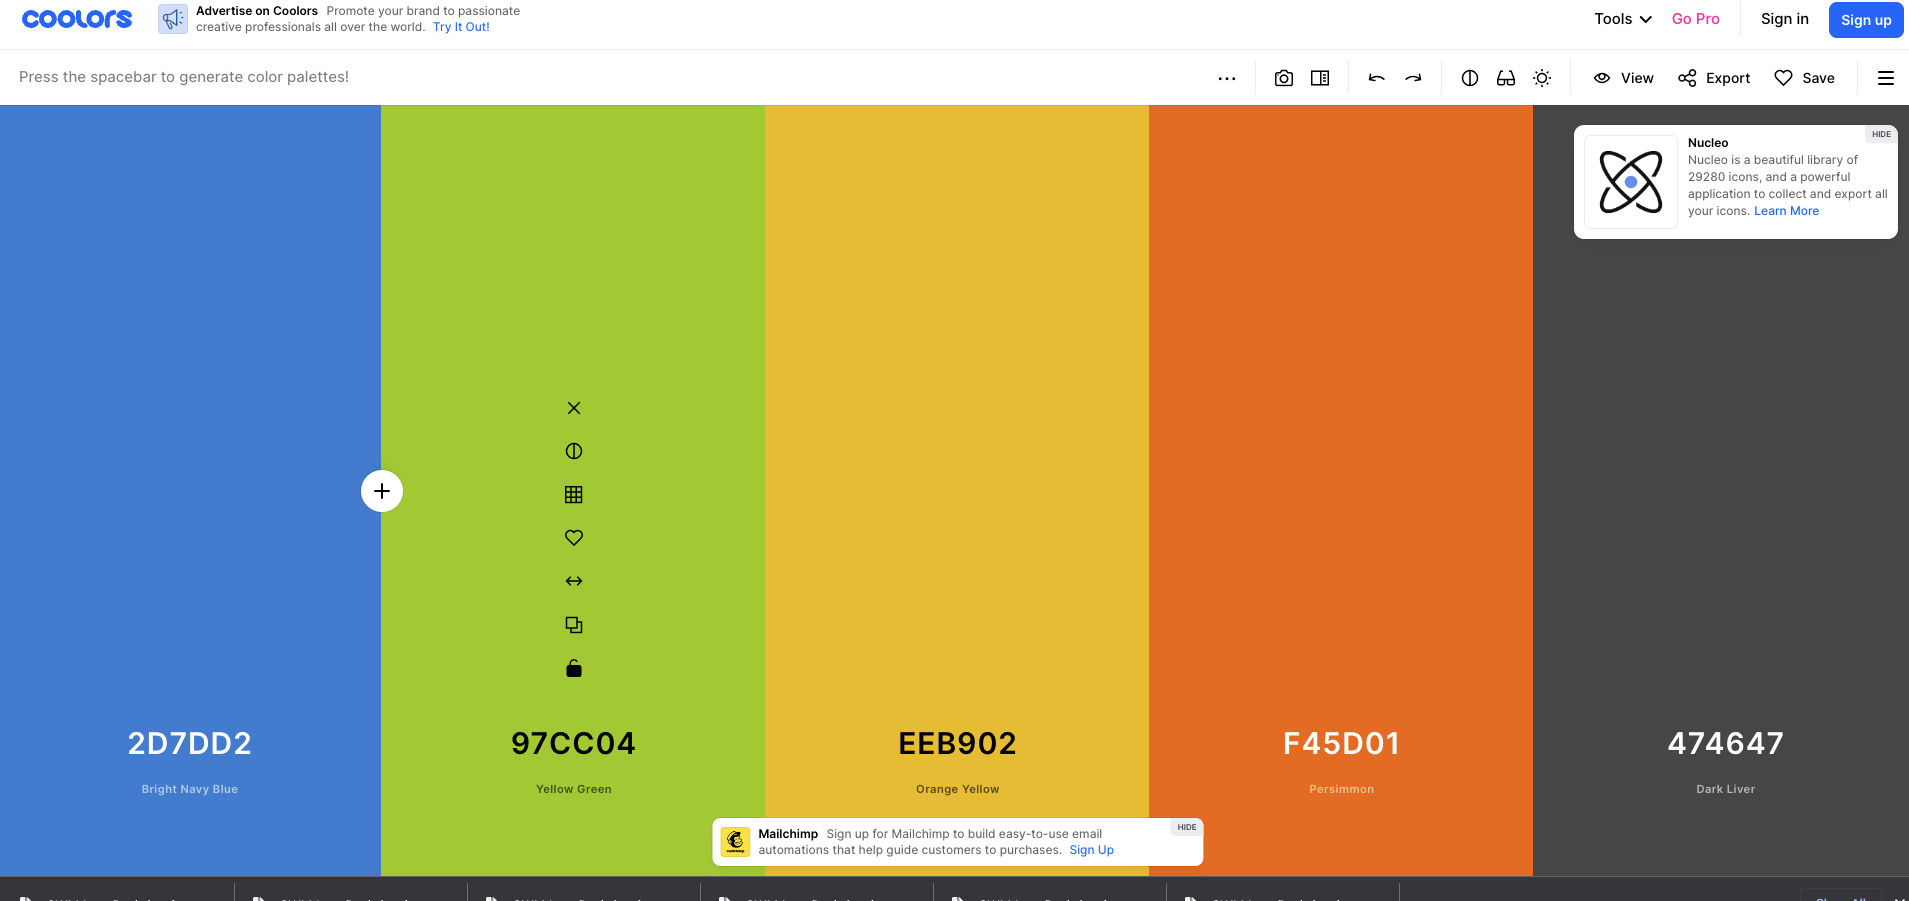 coolors
Advertise on Coolors Promote your brand to passionate
creative professionals all over the world. Try It Out!
Tools
Go Pro
Sign in
Sign up
Press the spacebar to generate color palettes!
View
Export
Save
HIDE
Nucleo
Nucleo is a beautiful library of
29280 icons, and a powerful
application to collect and export all
your icons. Learn More
2D7DD2
97CC04
EEB902
F45D01
474647
Bright Navy Blue
Yellow Green
Orange Yellow
Persimmon
Dark Liver
Mailchimp Sign up for Mailchimp to build easy-to-use email
automations that help guide customers to purchases. Sign Up
HIDE